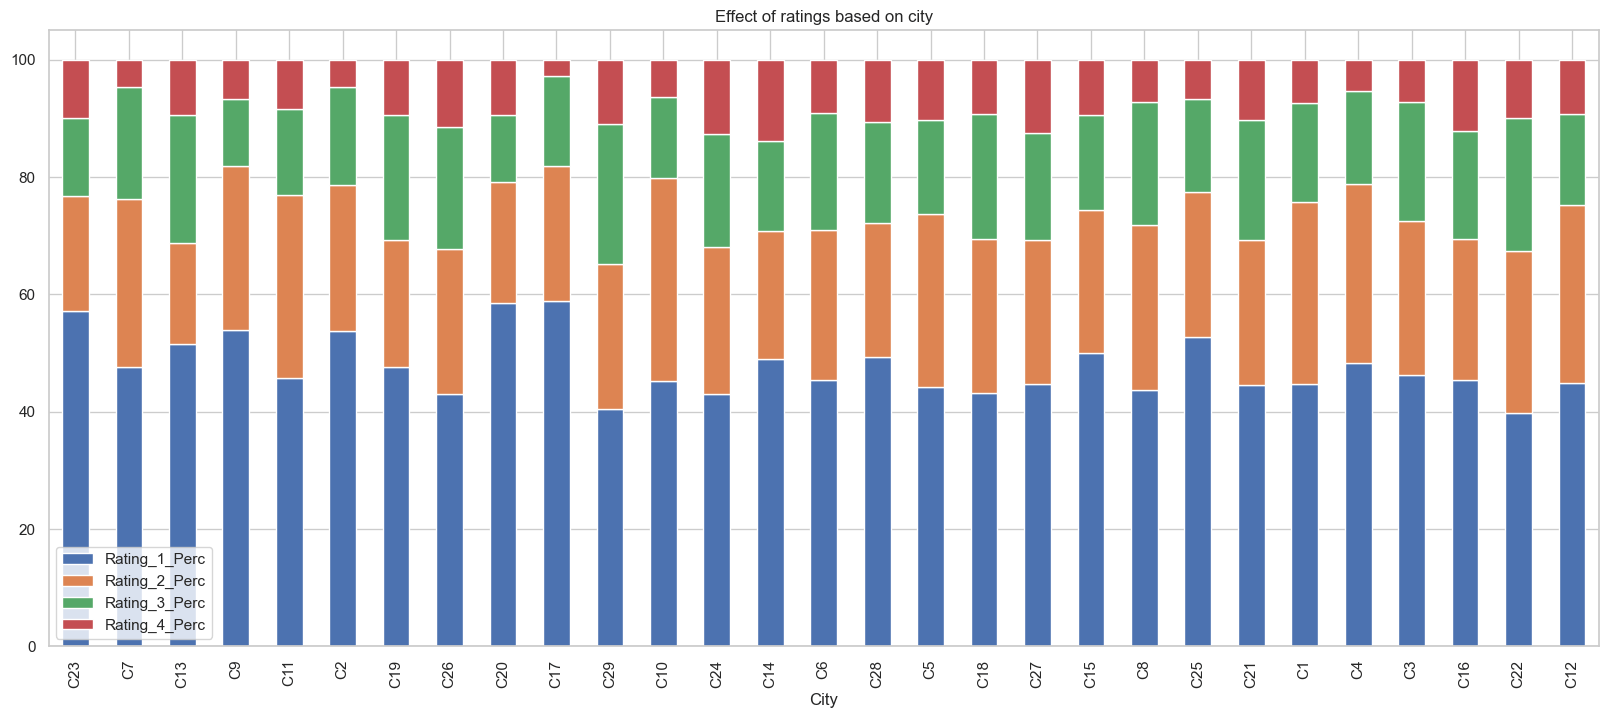 Effect of ratings based on city
100
80
60
40
20
0
Rating_1_Perc
Rating_2_Perc
Rating_3_Perc
Rating_4_Perc
C23 C7 C13 C9 C11 C2 C19 C26 C20 C17 C29 C10 C24 C14 C6 C28 C5 C18 C27 C15 C8 C25 C21 C1 C4 C3 C16 C22 C12
City